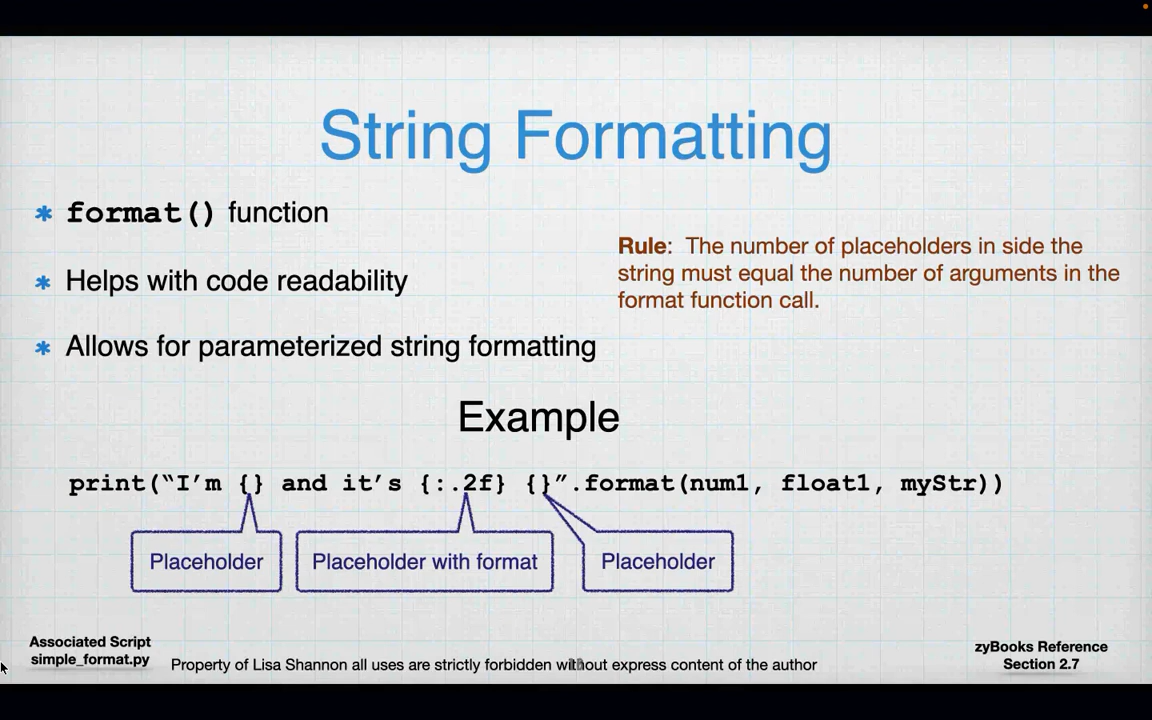 String Formatting
* format() function
* Helps with code readability
* Allows for parameterized string formatting
Rule: The number of placeholders in side the
string must equal the number of arguments in the
format function call.
Example
print(“I’m {} and it’s {:.2f} {}”.format(num1, float1, myStr))
Placeholder
Placeholder with format
Placeholder
Associated Script
simple_format.py
Property of Lisa Shannon all uses are strictly forbidden without express content of the author
zyBooks Reference
Section 2.7